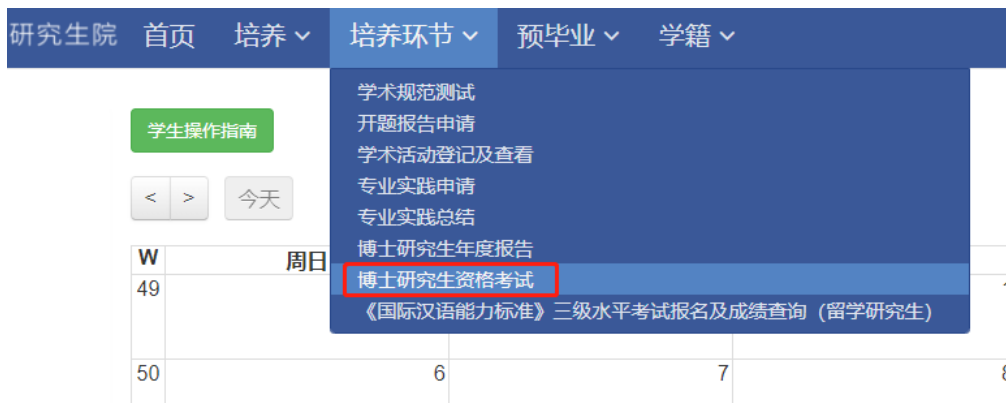 研究生院 首页 培养 培养环节 预毕业 学籍
学术规范测试
开题报告申请
学生操作指南
学术活动登记及查看
专业实践申请
< > 今天
专业实践总结
博士研究生年度报告
W 周日
博士研究生资格考试
49
《国际汉语能力标准》三级水平考试报名及成绩查询（留学研究生）
50 6 7